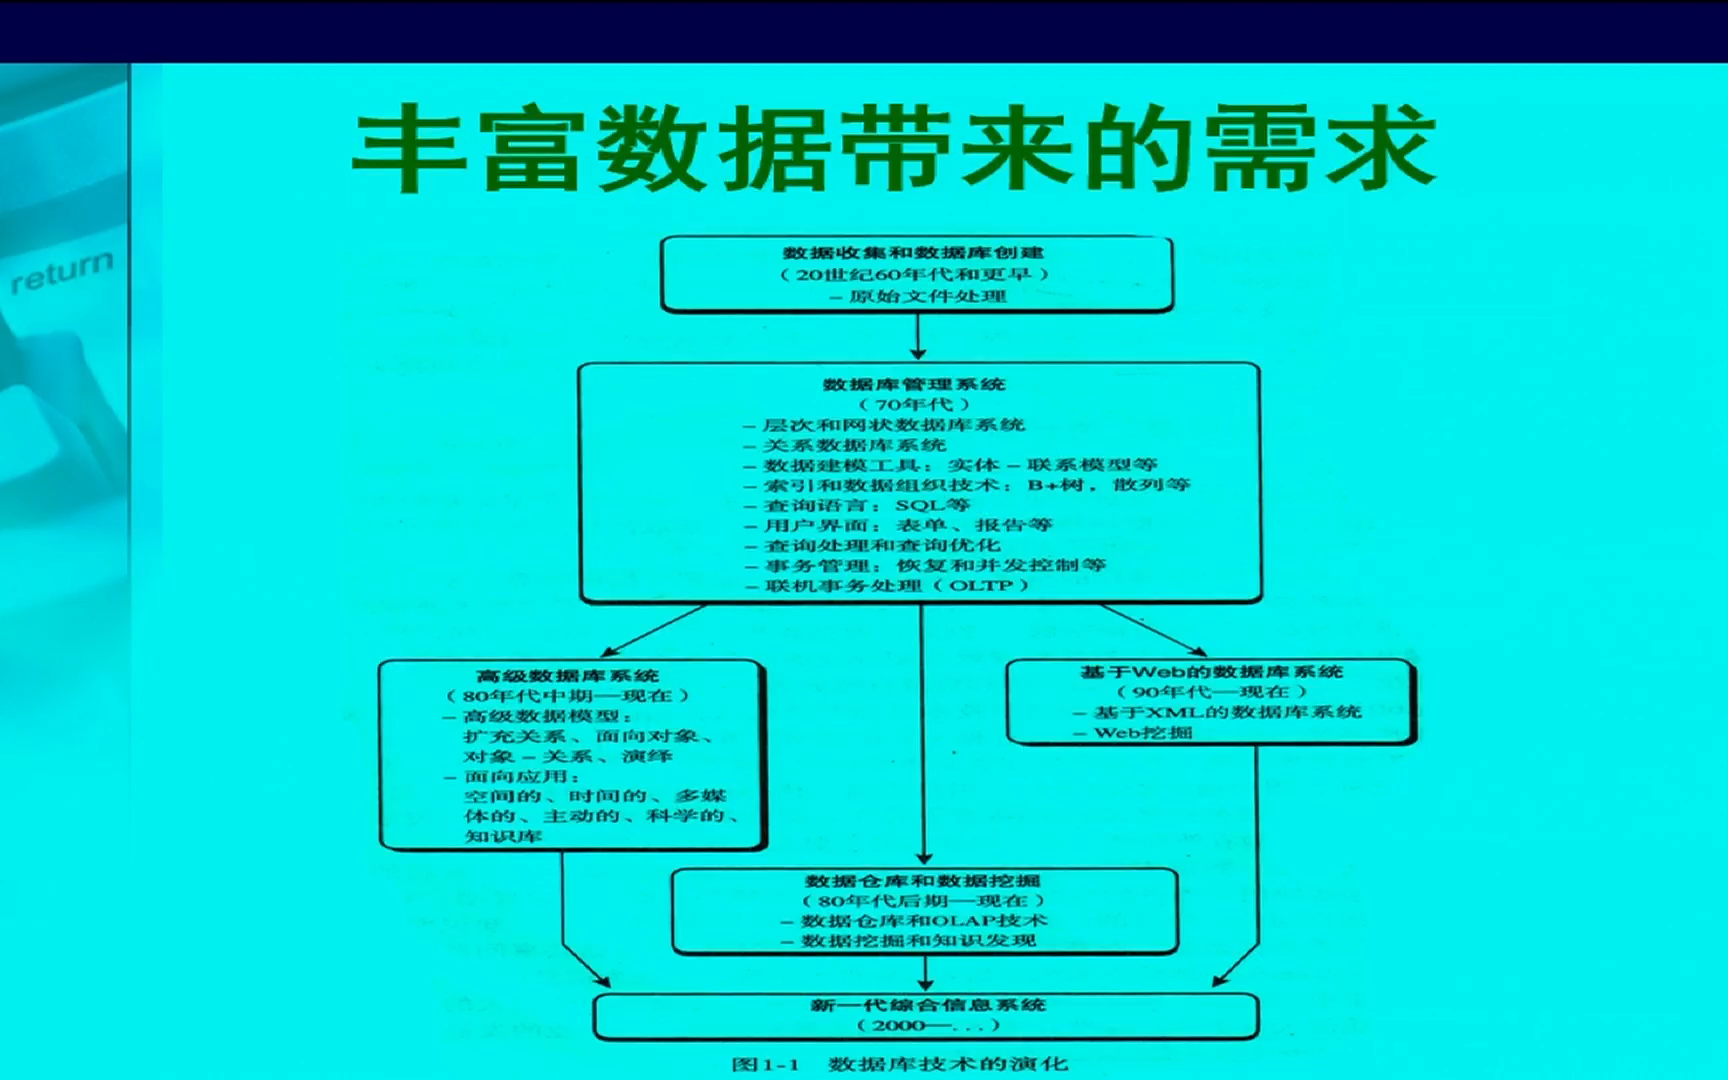 丰富数据带来的需求
return
数据收集和数据库创建
（20世纪60年代和更早）
– 原始文件处理
数据库管理系统
（70年代）
– 层次和网状数据库系统
– 关系数据库系统
– 数据建模工具：实体 – 联系模型等
– 索引和数据组织技术：B+树，散列等
– 查询语言：SQL等
– 用户界面：表单、报告等
– 查询处理和查询优化
– 事务管理：恢复和并发控制等
– 联机事务处理（OLTP）
高级数据库系统
（80年代中期—现在）
– 高级数据模型：
扩充关系、面向对象、
对象 – 关系、演绎
– 面向应用：
空间的、时间的、多媒
体的、主动的、科学的、
知识库
基于Web的数据库系统
（90年代—现在）
– 基于XML的数据库系统
– Web挖掘
数据仓库和数据挖掘
（80年代后期—现在）
– 数据仓库和OLAP技术
– 数据挖掘和知识发现
新一代综合信息系统
（2000—...）
图1-1 数据库技术的演化